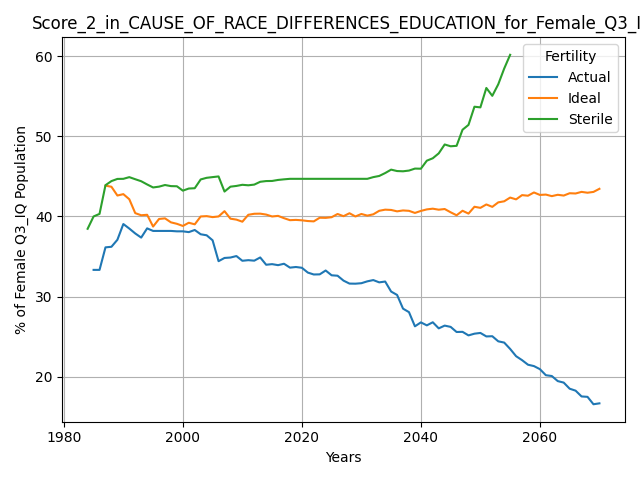 Score_2_in_CAUSE_OF_RACE_DIFFERENCES_EDUCATION_for_Female_Q3_I
Fertility
Actual
Ideal
Sterile
% of Female Q3_IQ Population
60
50
40
30
20
1980
2000
2020
2040
2060
Years